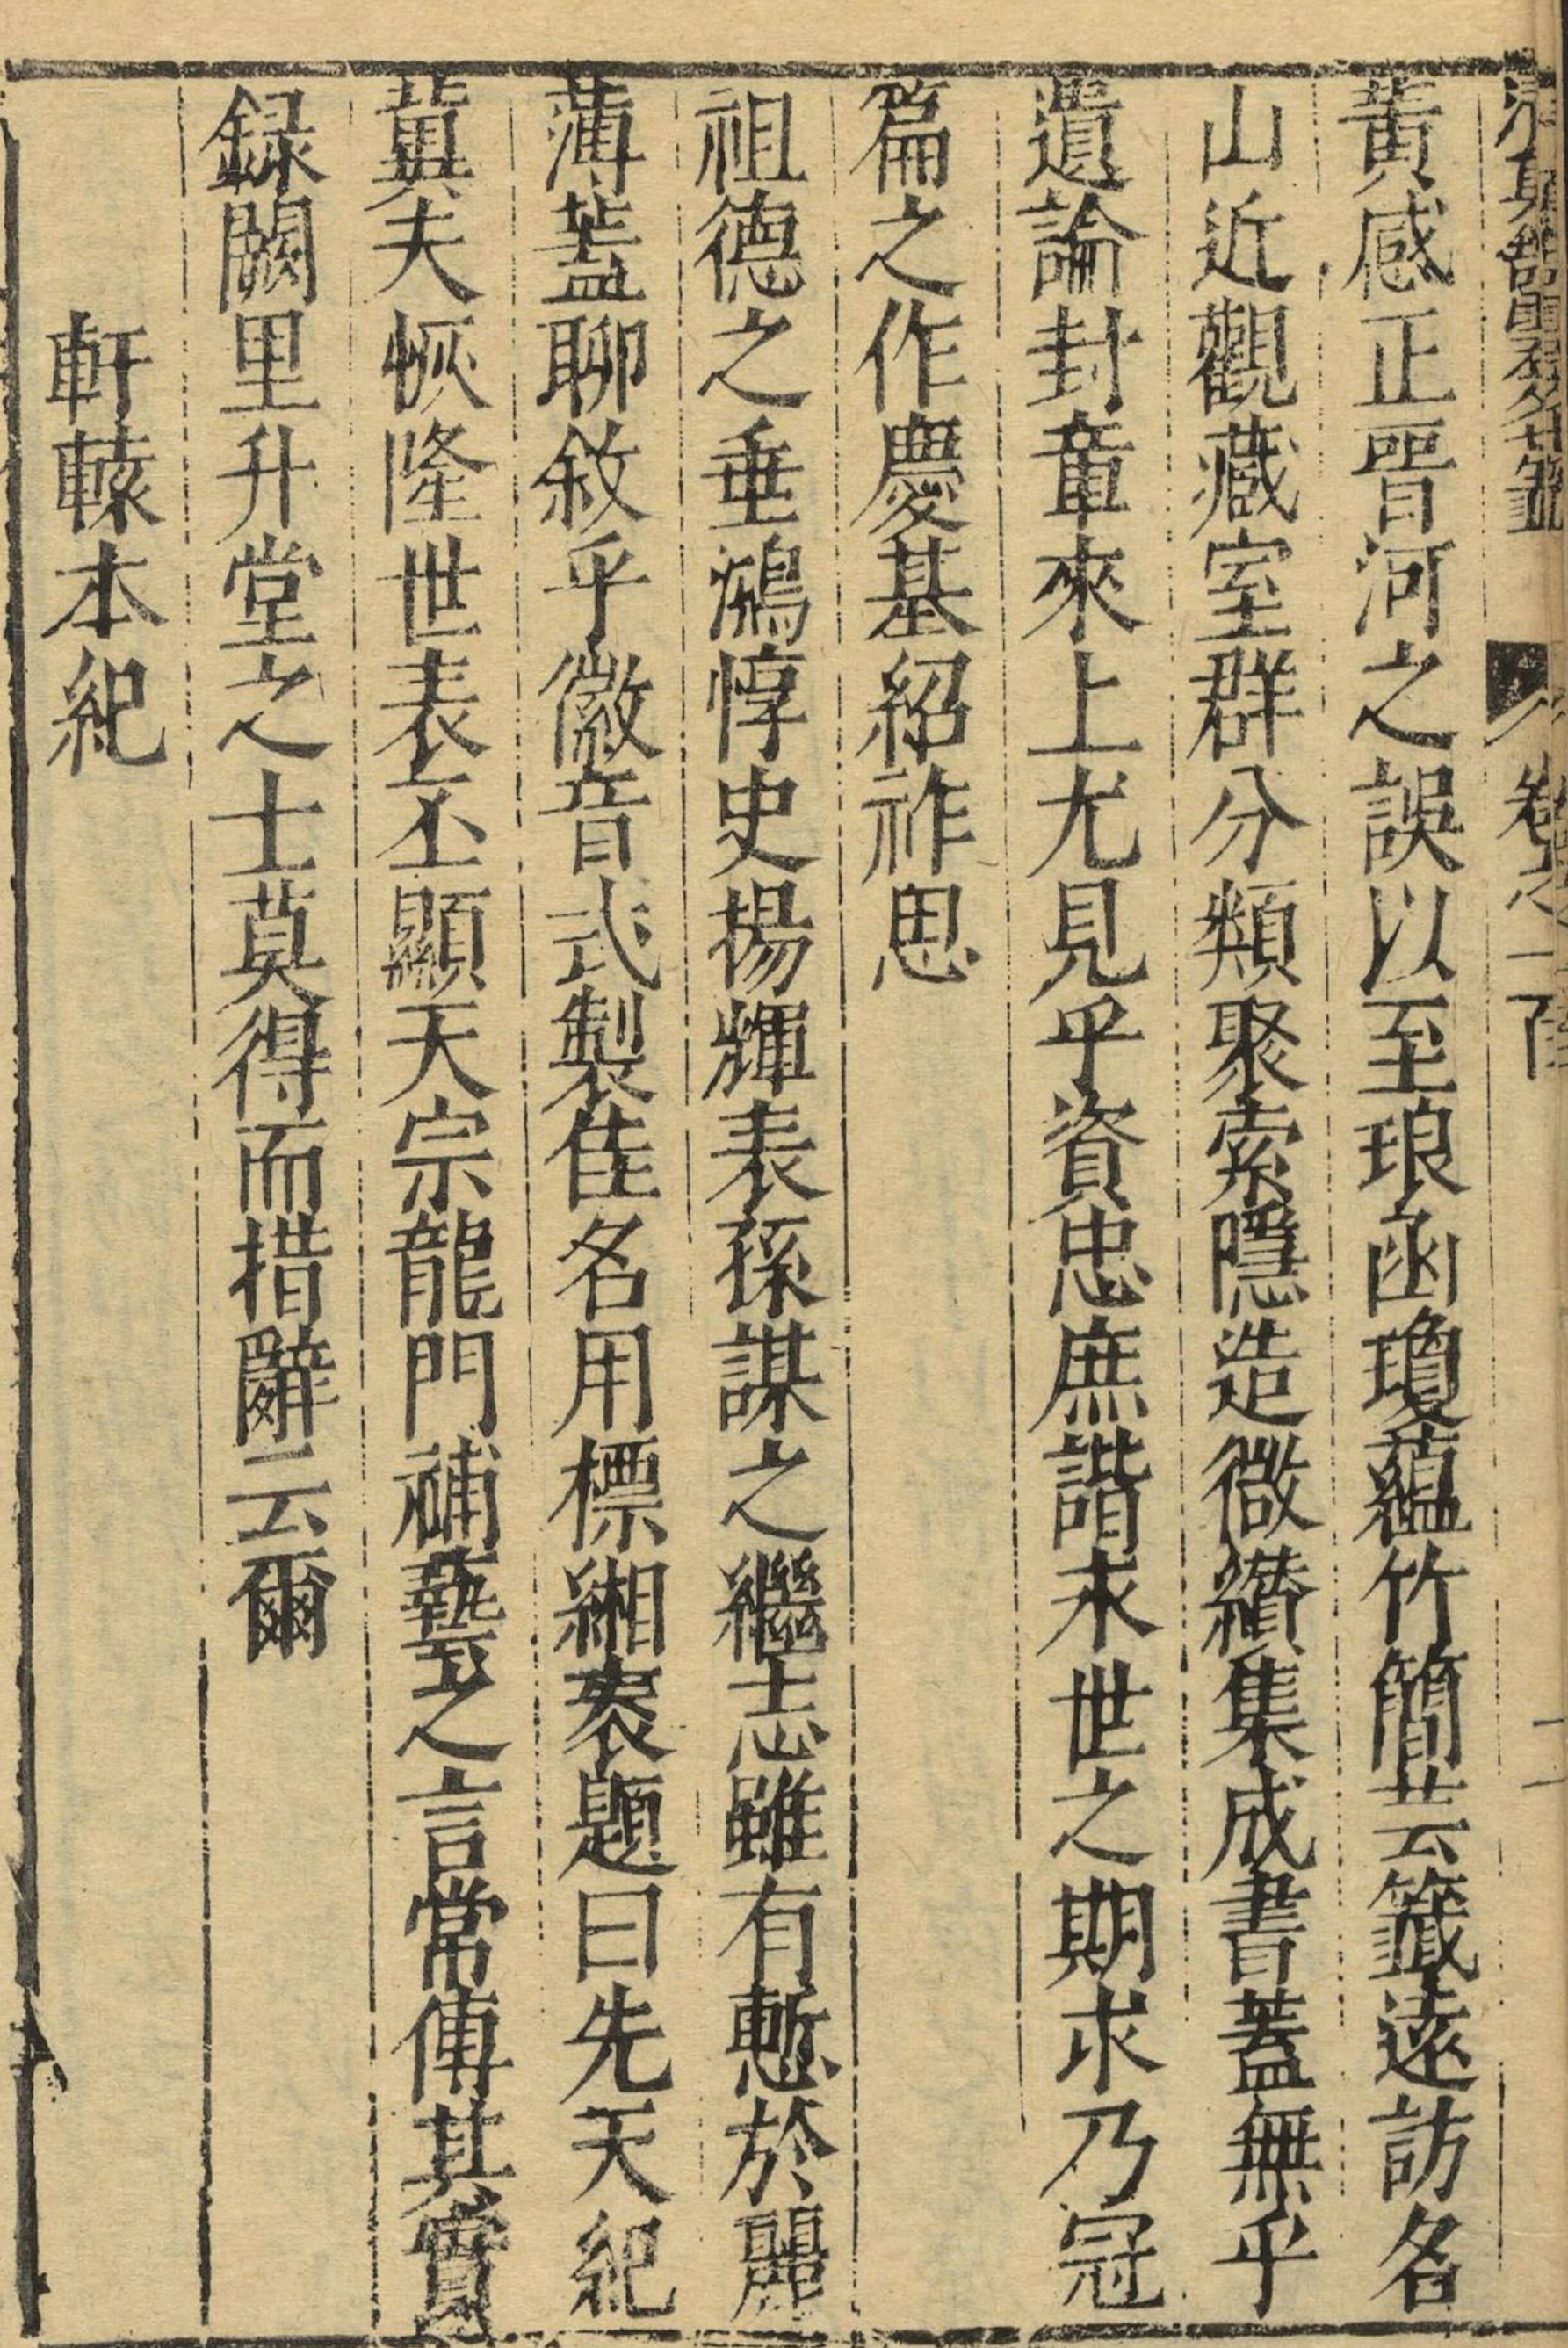 卷之一
黃感正晉河之誤以至琅函瓊蘊竹簡芸籤遠訪名
山近觀藏室群分類聚索隱造微纘集成書蓋無乎
遺論封章來上尤見乎資忠庶諧永世之期求乃冠
篇之作慶基紹祚思
祖德之垂鴻惇史揚輝表孫謀之繼志雖有慙於麗
薄蓋聊敘乎徽音式製佳名用標緗袠題曰先天紀
冀夫恢隆世表丕顯天宗龍門補藝之言常傳其實
録闕里升堂之士莫得而措辭云爾
軒轅本紀